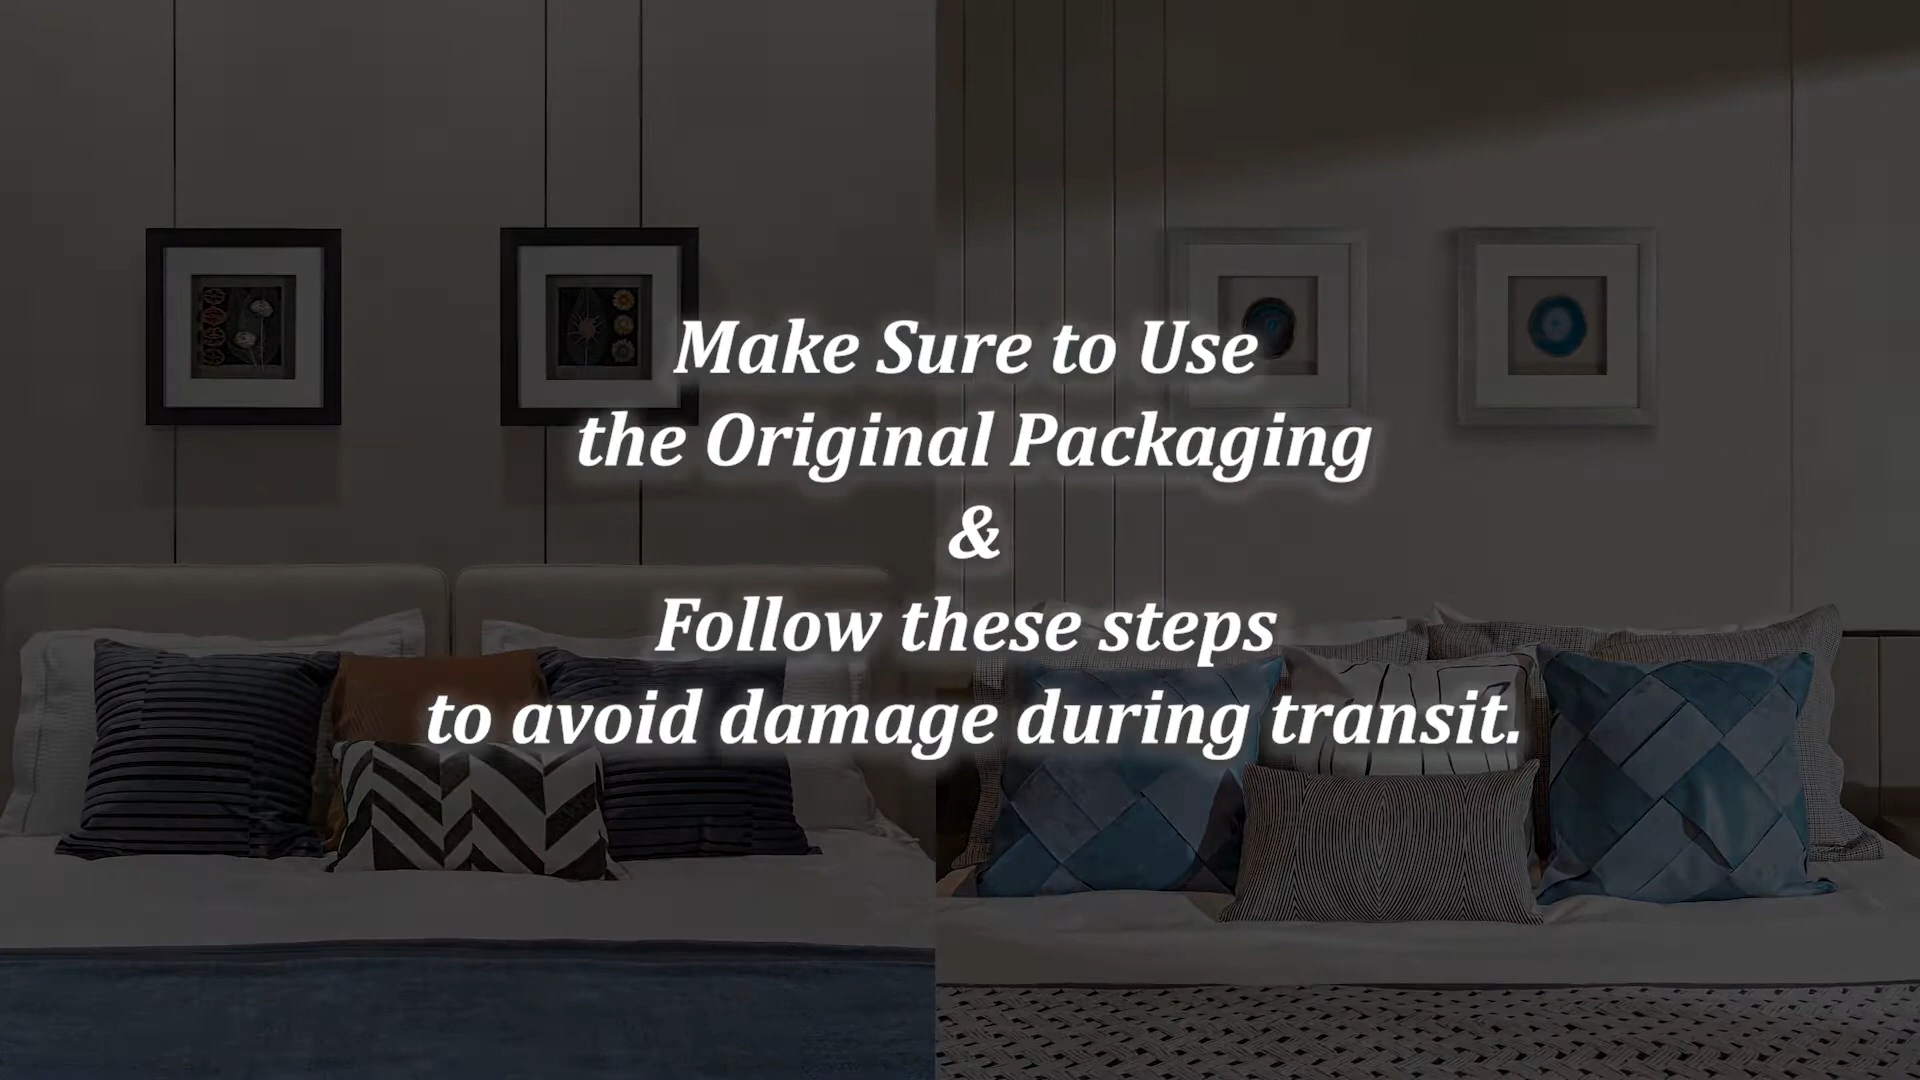 Make Sure to Use
the Original Packaging
&
Follow these steps
to avoid damage during transit.